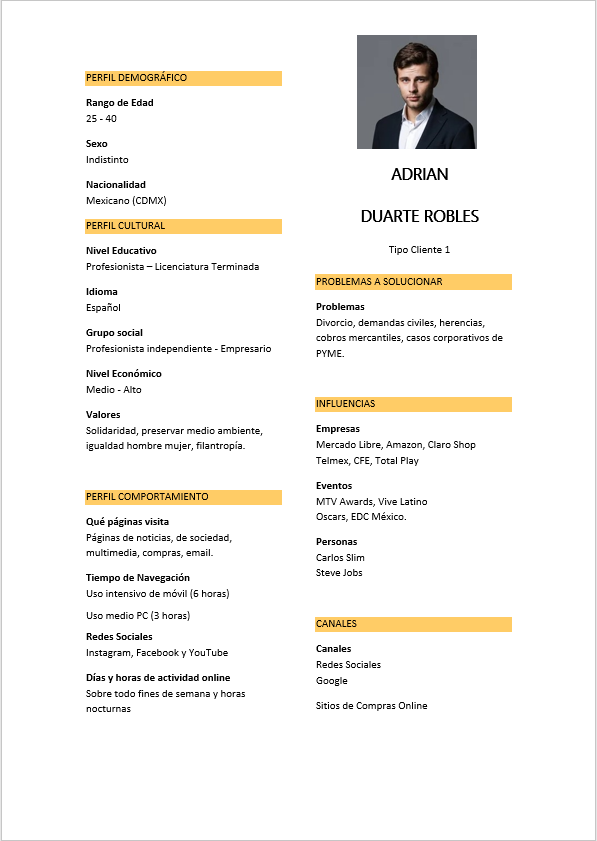 PERFIL DEMOGRÁFICO
Rango de Edad
25 - 40
Sexo
Indistinto
Nacionalidad
Mexicano (CDMX)
PERFIL CULTURAL
Nivel Educativo
Profesionista – Licenciatura Terminada
Idioma
Español
Grupo social
Profesionista independiente - Empresario
Nivel Económico
Medio - Alto
Valores
Solidaridad, preservar medio ambiente,
igualdad hombre mujer, filantropía.
PERFIL COMPORTAMIENTO
Qué páginas visita
Páginas de noticias, de sociedad,
multimedia, compras, email.
Tiempo de Navegación
Uso intensivo de móvil (6 horas)
Uso medio PC (3 horas)
Redes Sociales
Instagram, Facebook y YouTube
Días y horas de actividad online
Sobre todo fines de semana y horas
nocturnas
ADRIAN
DUARTE ROBLES
Tipo Cliente 1
PROBLEMAS A SOLUCIONAR
Problemas
Divorcio, demandas civiles, herencias,
cobros mercantiles, casos corporativos de
PYME.
INFLUENCIAS
Empresas
Mercado Libre, Amazon, Claro Shop
Telmex, CFE, Total Play
Eventos
MTV Awards, Vive Latino
Oscars, EDC México.
Personas
Carlos Slim
Steve Jobs
CANALES
Canales
Redes Sociales
Google
Sitios de Compras Online